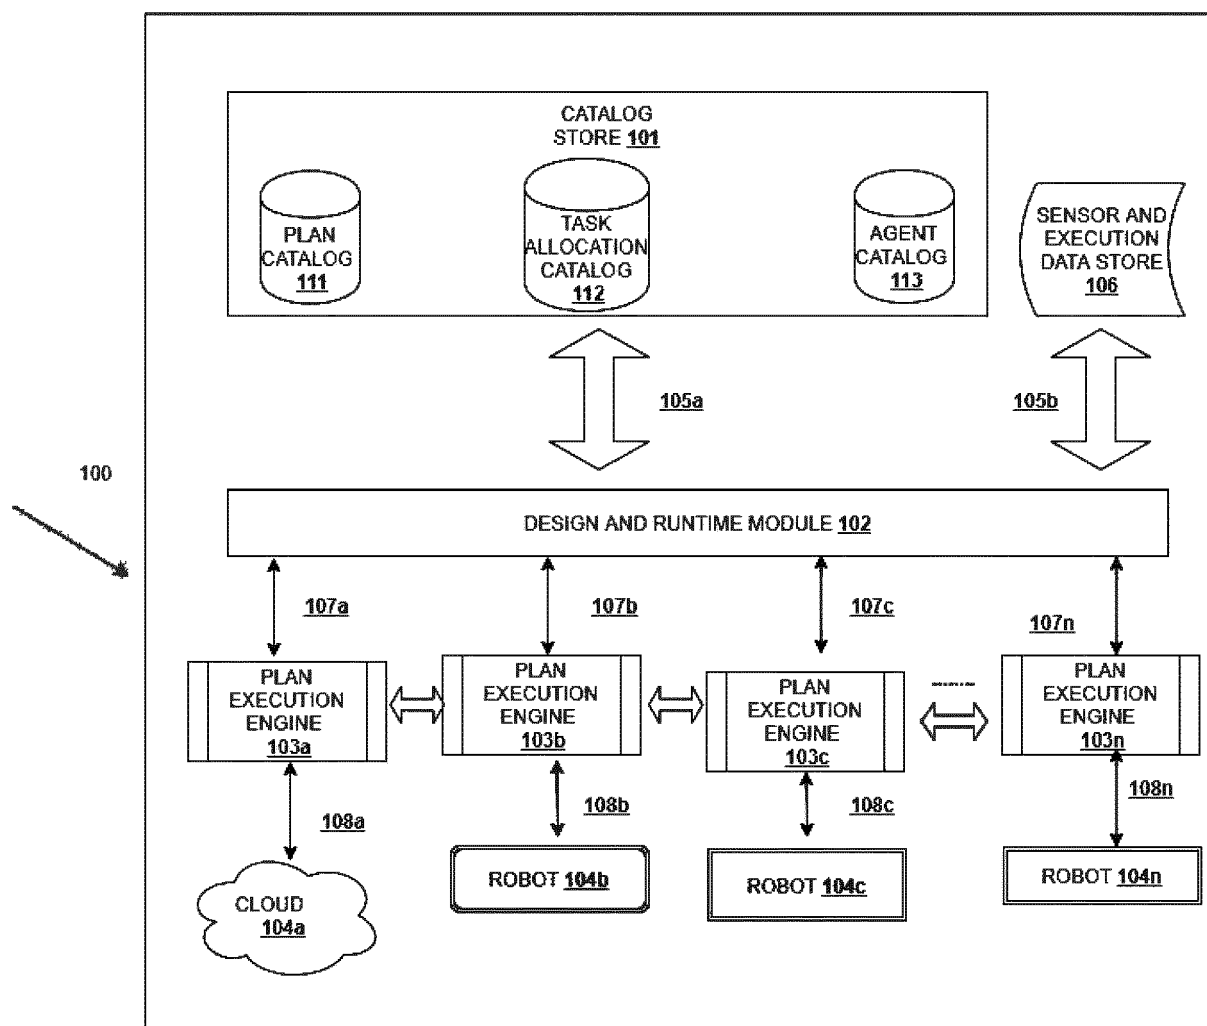 CATALOG
STORE 101
PLAN
CATALOG
111
TASK
ALLOCATION
CATALOG
112
AGENT
CATALOG
113
SENSOR AND
EXECUTION
DATA STORE
106
105a
105b
100
DESIGN AND RUNTIME MODULE 102
107a
107b
107c
107n
PLAN
EXECUTION
ENGINE
103a
PLAN
EXECUTION
ENGINE
103b
PLAN
EXECUTION
ENGINE
103c
PLAN
EXECUTION
ENGINE
103n
108a
108b
108c
108n
CLOUD
104a
ROBOT 104b
ROBOT 104c
ROBOT 104n